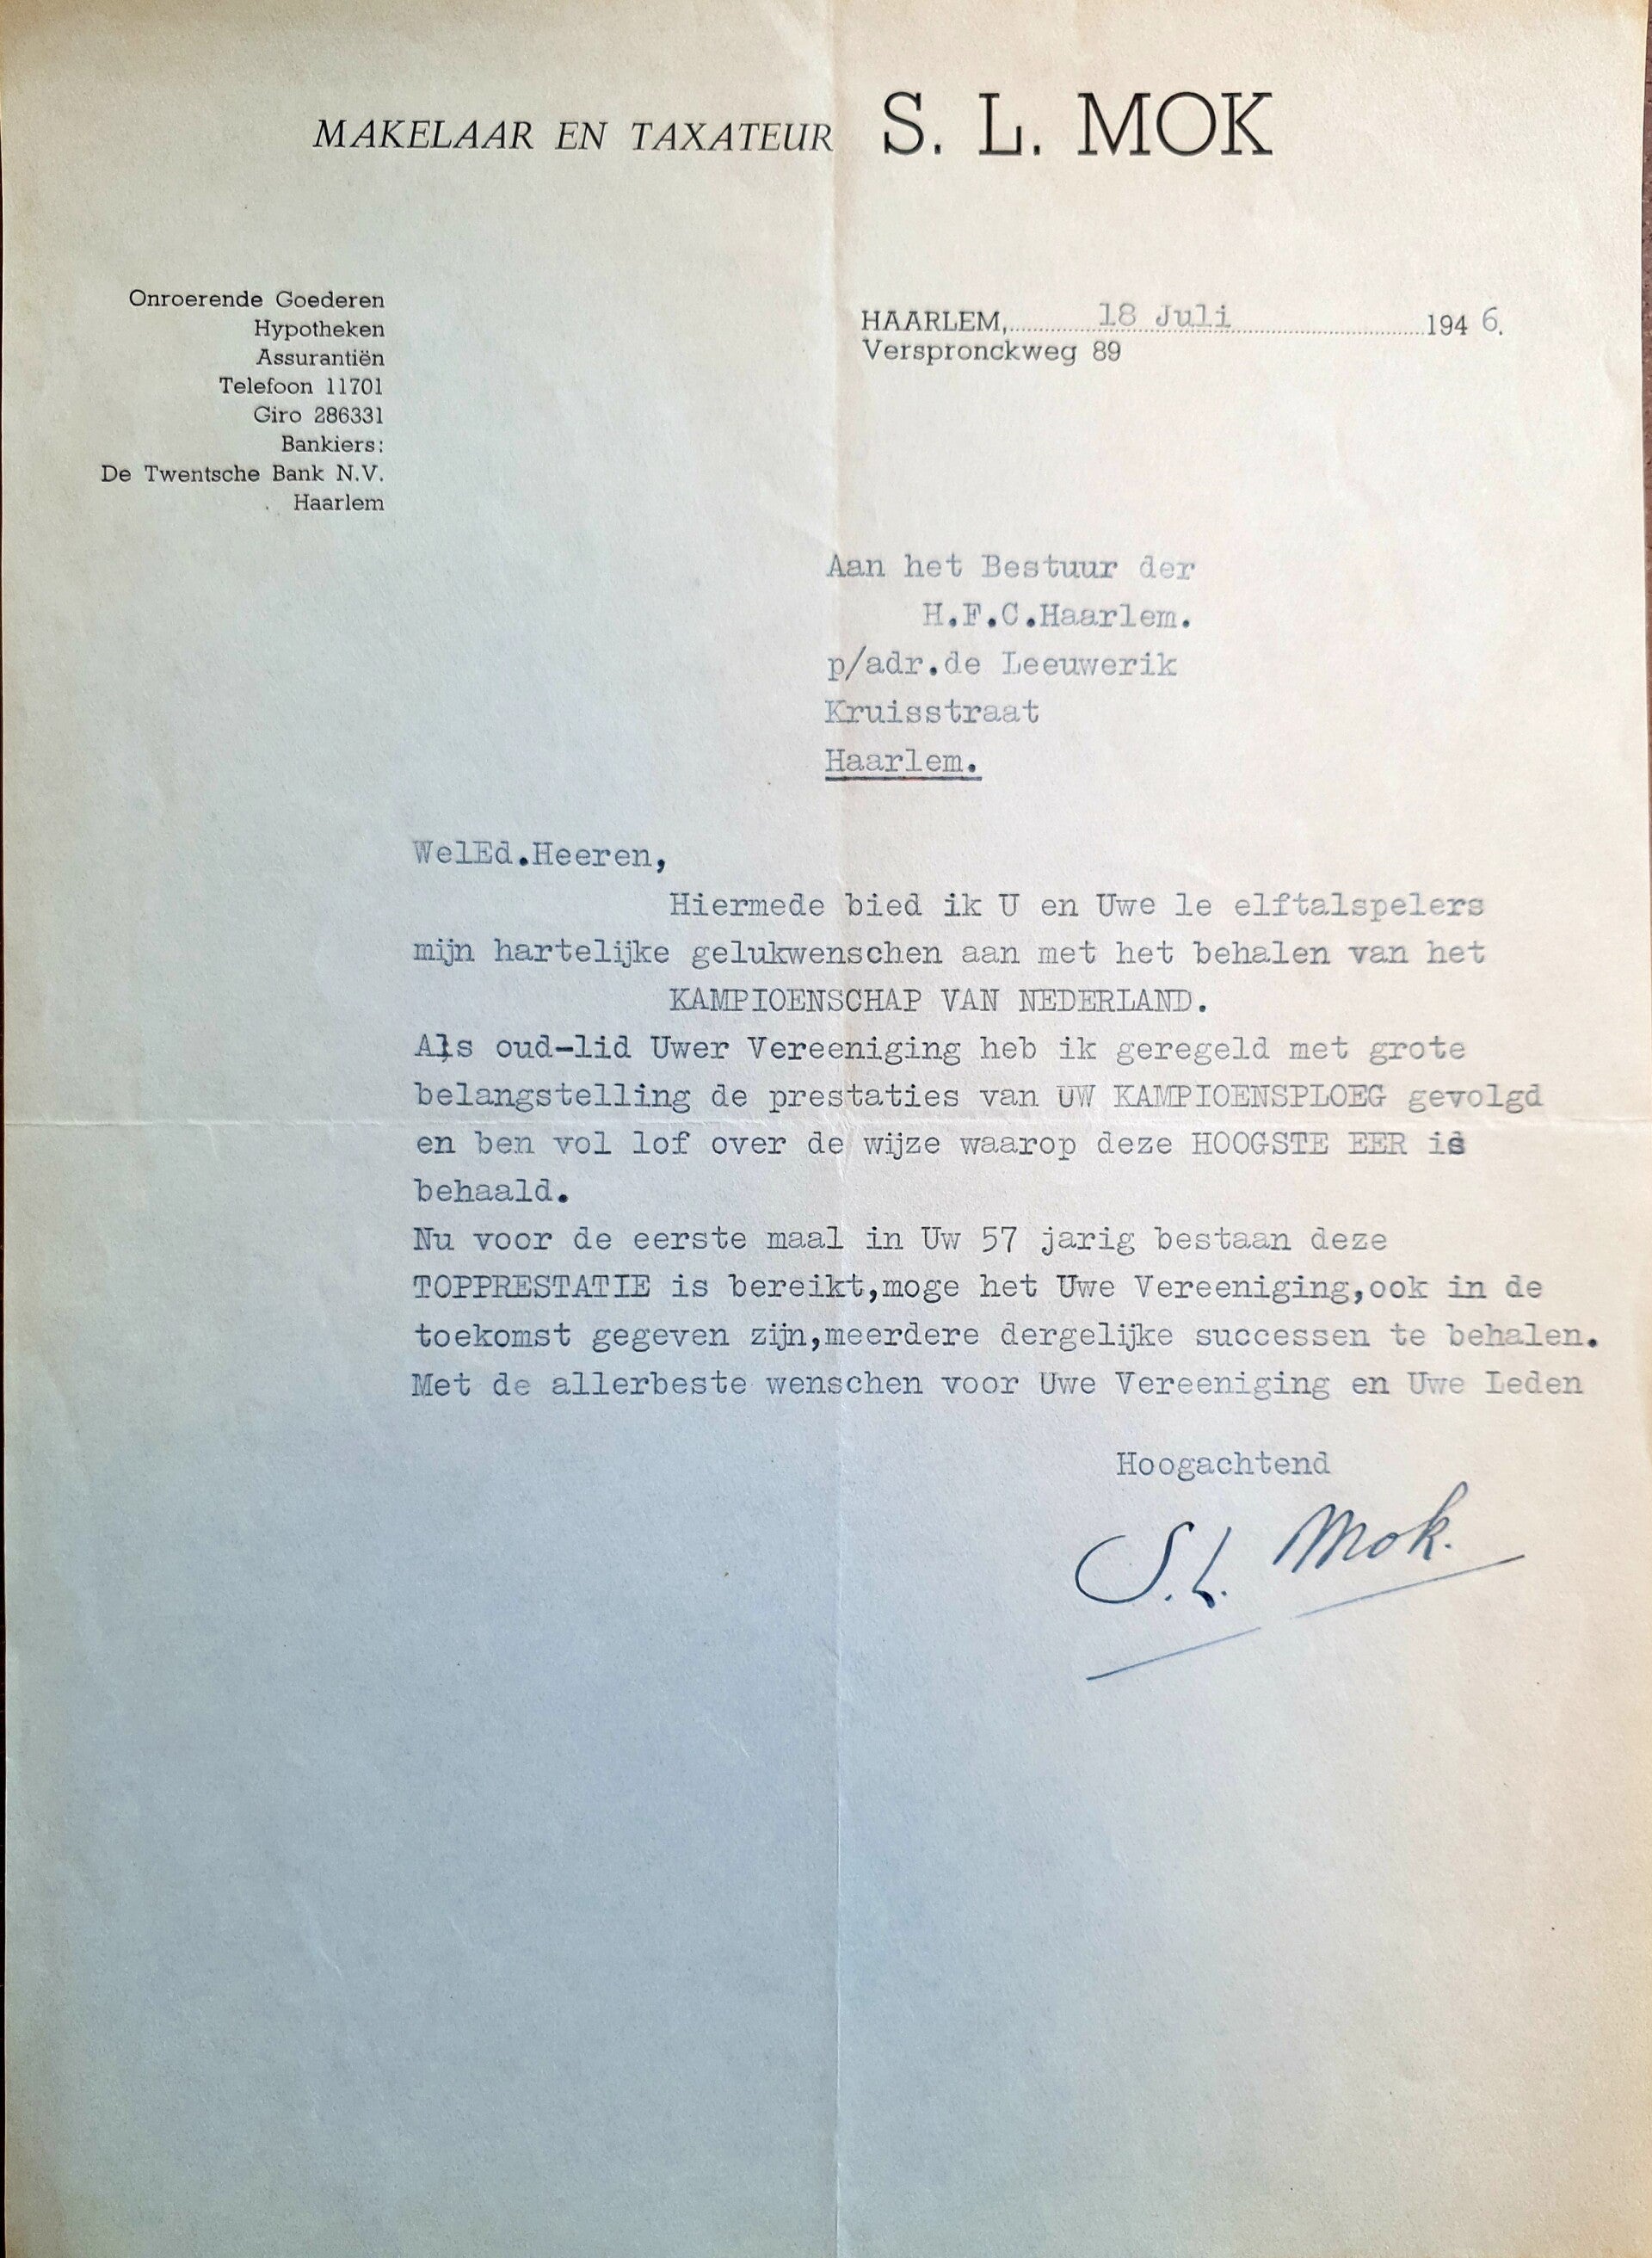 MAKELAAR EN TAXATEUR S. L. MOK
Onroerende Goederen
Hypotheken
Assurantiën
Telefoon 11701
Giro 286331
Bankiers:
De Twentsche Bank N.V.
Haarlem
HAARLEM, 18 Juli 1946.
Verspronckweg 89
Aan het Bestuur der
H.F.C.Haarlem.
p/adr.de Leeuwerik
Kruisstraat
Haarlem.
WelEd.Heeren,
Hiermede bied ik U en Uwe le elftalspelers
mijn hartelijke gelukwenschen aan met het behalen van het
KAMPIOENSCHAP VAN NEDERLAND.
Als oud-lid Uwer Vereeniging heb ik geregeld met grote
belangstelling de prestaties van UW KAMPIOENSPLOEG gevolgd
en ben vol lof over de wijze waarop deze HOOGSTE EER is
behaald.
Nu voor de eerste maal in Uw 57 jarig bestaan deze
TOPPRESTATIE is bereikt,moge het Uwe Vereeniging,ook in de
toekomst gegeven zijn,meerdere dergelijke successen te behalen.
Met de allerbeste wenschen voor Uwe Vereeniging en Uwe Leden
Hoogachtend
S.L. Mok.